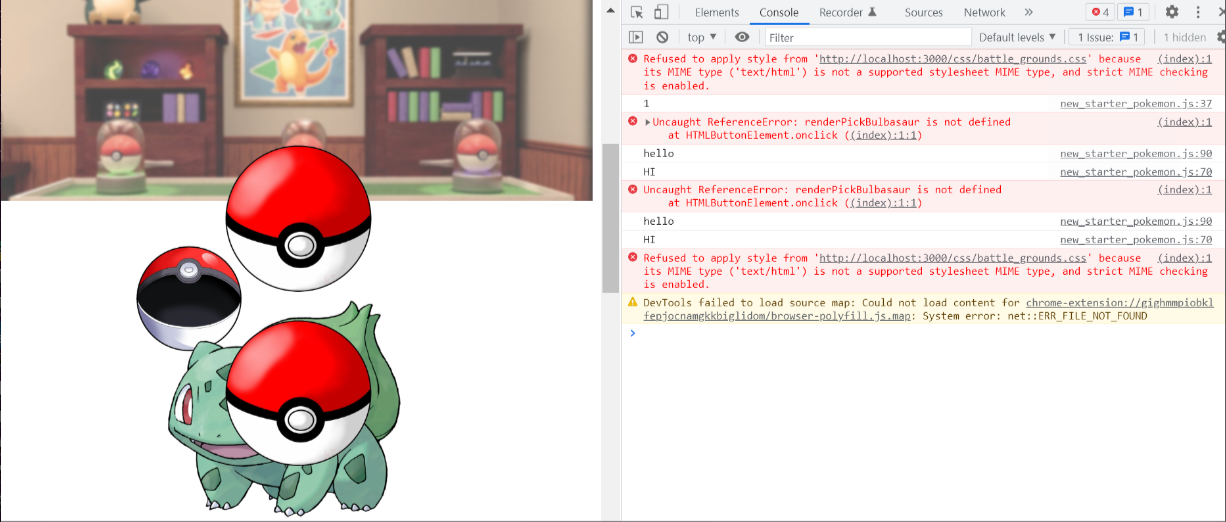 Elements Console Recorder Sources Network » 4 1
top ▼ Filter Default levels ▼ 1 Issue: 1 1 hidden
Refused to apply style from 'http://localhost:3000/css/battle_grounds.css' because (index):1
its MIME type ('text/html') is not a supported stylesheet MIME type, and strict MIME checking
is enabled.
1 new_starter_pokemon.js:37
▶Uncaught ReferenceError: renderPickBulbasaur is not defined (index):1
at HTMLButtonElement.onclick ((index):1:1)
hello new_starter_pokemon.js:90
HI new_starter_pokemon.js:70
Uncaught ReferenceError: renderPickBulbasaur is not defined (index):1
at HTMLButtonElement.onclick ((index):1:1)
hello new_starter_pokemon.js:90
HI new_starter_pokemon.js:70
Refused to apply style from 'http://localhost:3000/css/battle_grounds.css' because (index):1
its MIME type ('text/html') is not a supported stylesheet MIME type, and strict MIME checking
is enabled.
DevTools failed to load source map: Could not load content for chrome-extension://gighmmpiobkl
fepjocnamgkkbiglidom/browser-polyfill.js.map: System error: net::ERR_FILE_NOT_FOUND